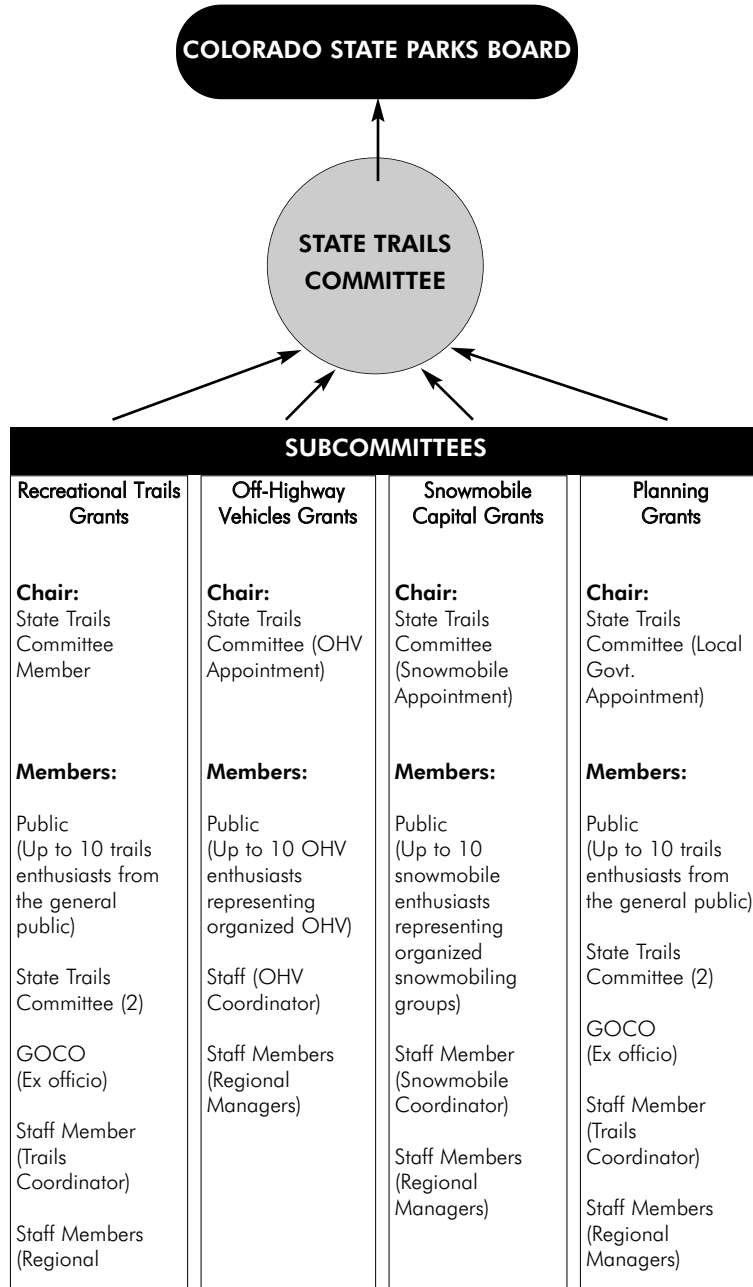 COLORADO STATE PARKS BOARD
STATE TRAILS
COMMITTEE
SUBCOMMITTEES
Recreational Trails
Grants
Chair:
State Trails
Committee
Member
Members:
Public
(Up to 10 trails
enthusiasts from
the general
public)
State Trails
Committee (2)
GOCO
(Ex officio)
Staff Member
(Trails
Coordinator)
Staff Members
(Regional
Off-Highway
Vehicles Grants
Chair:
State Trails
Committee (OHV
Appointment)
Members:
Public
(Up to 10 OHV
enthusiasts
representing
organized OHV)
Staff (OHV
Coordinator)
Staff Members
(Regional
Managers)
Snowmobile
Capital Grants
Chair:
State Trails
Committee
(Snowmobile
Appointment)
Members:
Public
(Up to 10
snowmobile
enthusiasts
representing
organized
snowmobiling
groups)
Staff Member
(Snowmobile
Coordinator)
Staff Members
(Regional
Managers)
Planning
Grants
Chair:
State Trails
Committee (Local
Govt.
Appointment)
Members:
Public
(Up to 10 trails
enthusiasts from
the general public)
State Trails
Committee (2)
GOCO
(Ex officio)
Staff Member
(Trails
Coordinator)
Staff Members
(Regional
Managers)